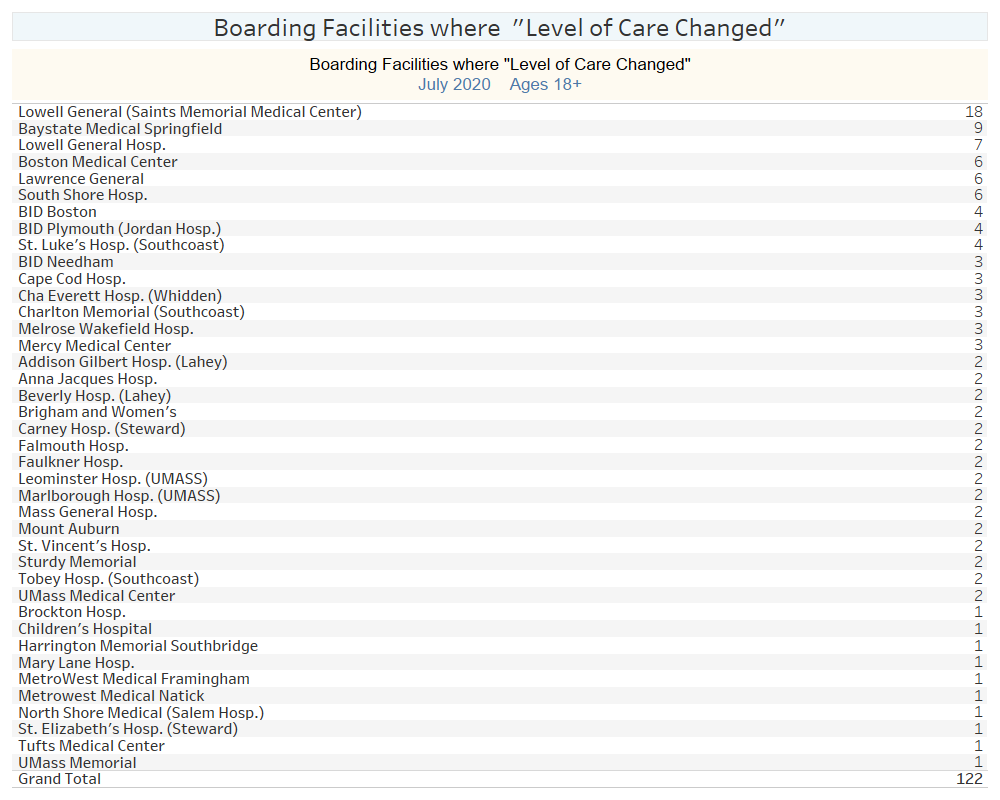 Boarding Facilities where "Level of Care Changed"
Boarding Facilities where "Level of Care Changed"
July 2020 Ages 18+
Lowell General (Saints Memorial Medical Center) 18
Baystate Medical Springfield 9
Lowell General Hosp. 7
Boston Medical Center 6
Lawrence General 6
South Shore Hosp. 6
BID Boston 4
BID Plymouth (Jordan Hosp.) 4
St. Luke's Hosp. (Southcoast) 4
BID Needham 3
Cape Cod Hosp. 3
Cha Everett Hosp. (Whidden) 3
Charlton Memorial (Southcoast) 3
Melrose Wakefield Hosp. 3
Mercy Medical Center 3
Addison Gilbert Hosp. (Lahey) 2
Anna Jacques Hosp. 2
Beverly Hosp. (Lahey) 2
Brigham and Women's 2
Carney Hosp. (Steward) 2
Falmouth Hosp. 2
Faulkner Hosp. 2
Leominster Hosp. (UMASS) 2
Marlborough Hosp. (UMASS) 2
Mass General Hosp. 2
Mount Auburn 2
St. Vincent's Hosp. 2
Sturdy Memorial 2
Tobey Hosp. (Southcoast) 2
UMass Medical Center 2
Brockton Hosp. 1
Children's Hospital 1
Harrington Memorial Southbridge 1
Mary Lane Hosp. 1
MetroWest Medical Framingham 1
Metrowest Medical Natick 1
North Shore Medical (Salem Hosp.) 1
St. Elizabeth's Hosp. (Steward) 1
Tufts Medical Center 1
UMass Memorial 1
Grand Total 122